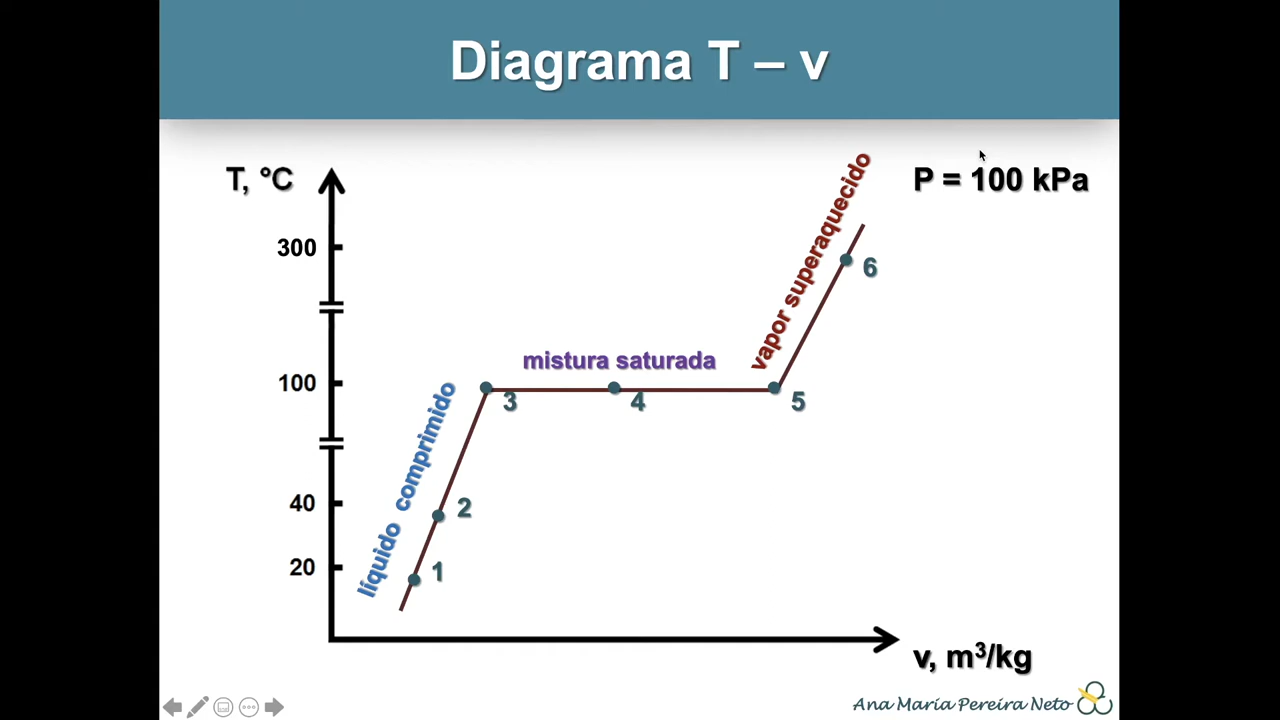 Diagrama T – v
T, °C
P = 100 kPa
300
vapor superaquecido
6
mistura saturada
100
3
4
5
líquido comprimido
40
2
20
1
v, m³/kg
Ana Maria Pereira Neto